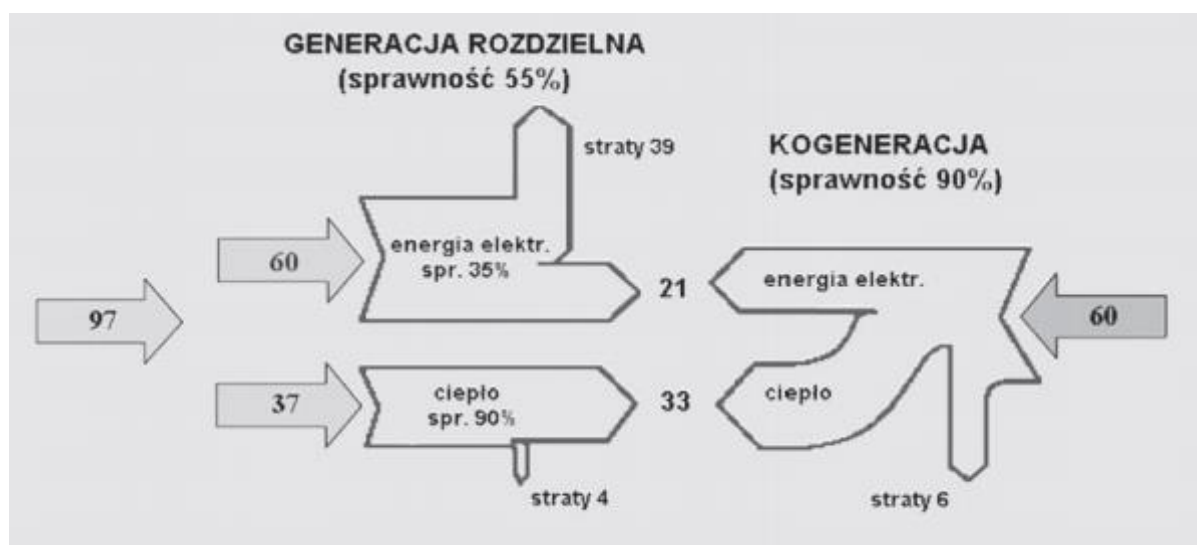 GENERACJA ROZDZIELNA
(sprawność 55%)
straty 39
KOGENERACJA
(sprawność 90%)
97
60
energia elektr.
spr. 35%
21
energia elektr.
60
37
ciepło
spr. 90%
33
ciepło
straty 4
straty 6